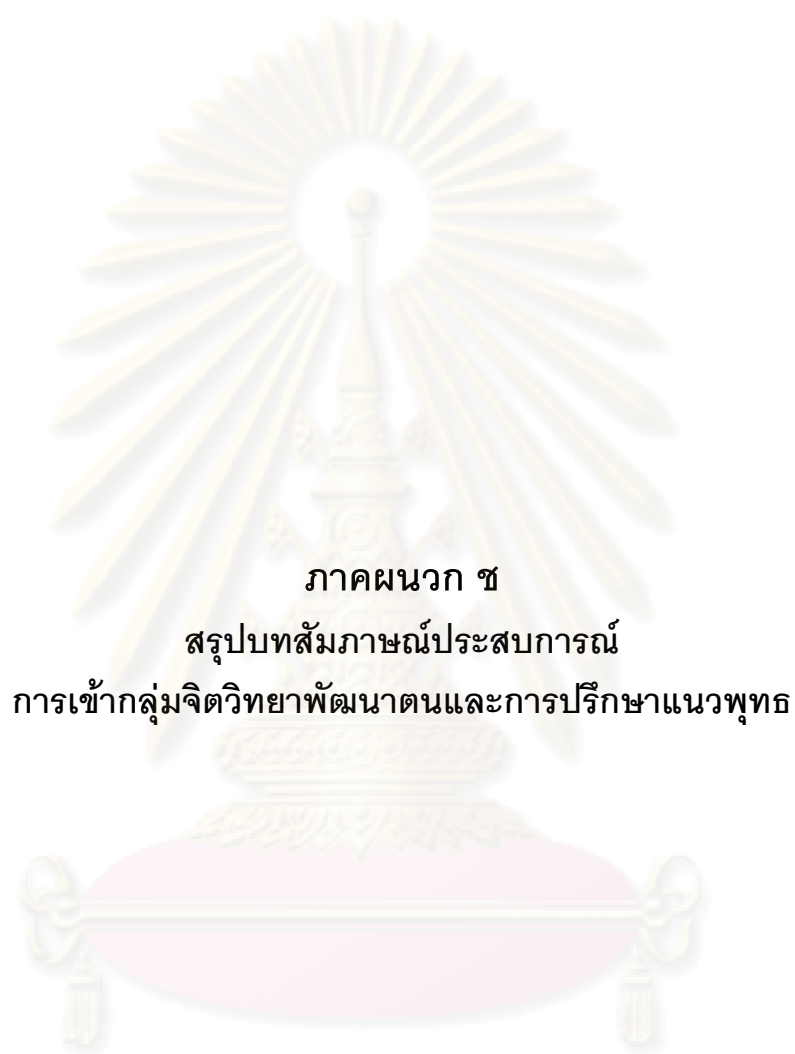 ภาคผนวก ช
สรุปบทสัมภาษณ์ประสบการณ์
การเข้ากลุ่มจิตวิทยาพัฒนาตนและการปรึกษาแนวพุทธ